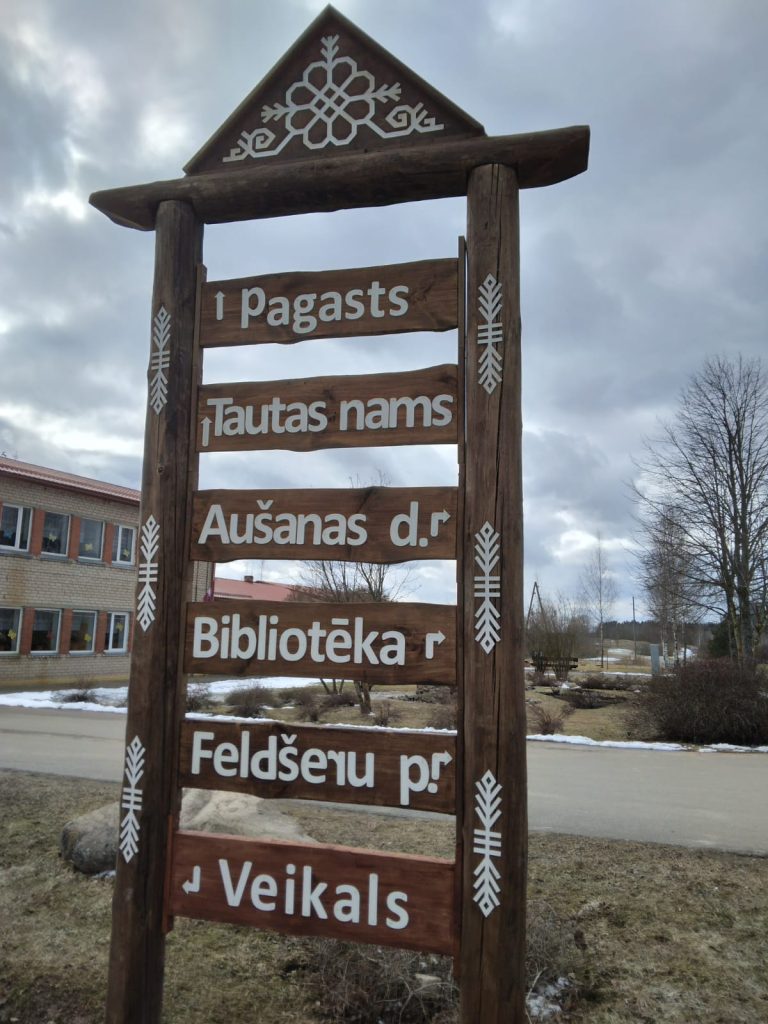 ↑ Pagasts
↑ Tautas nams
Aušanas d. ↱
Bibliotēka ↱
Feldšeru p. ↱
↲ Veikals